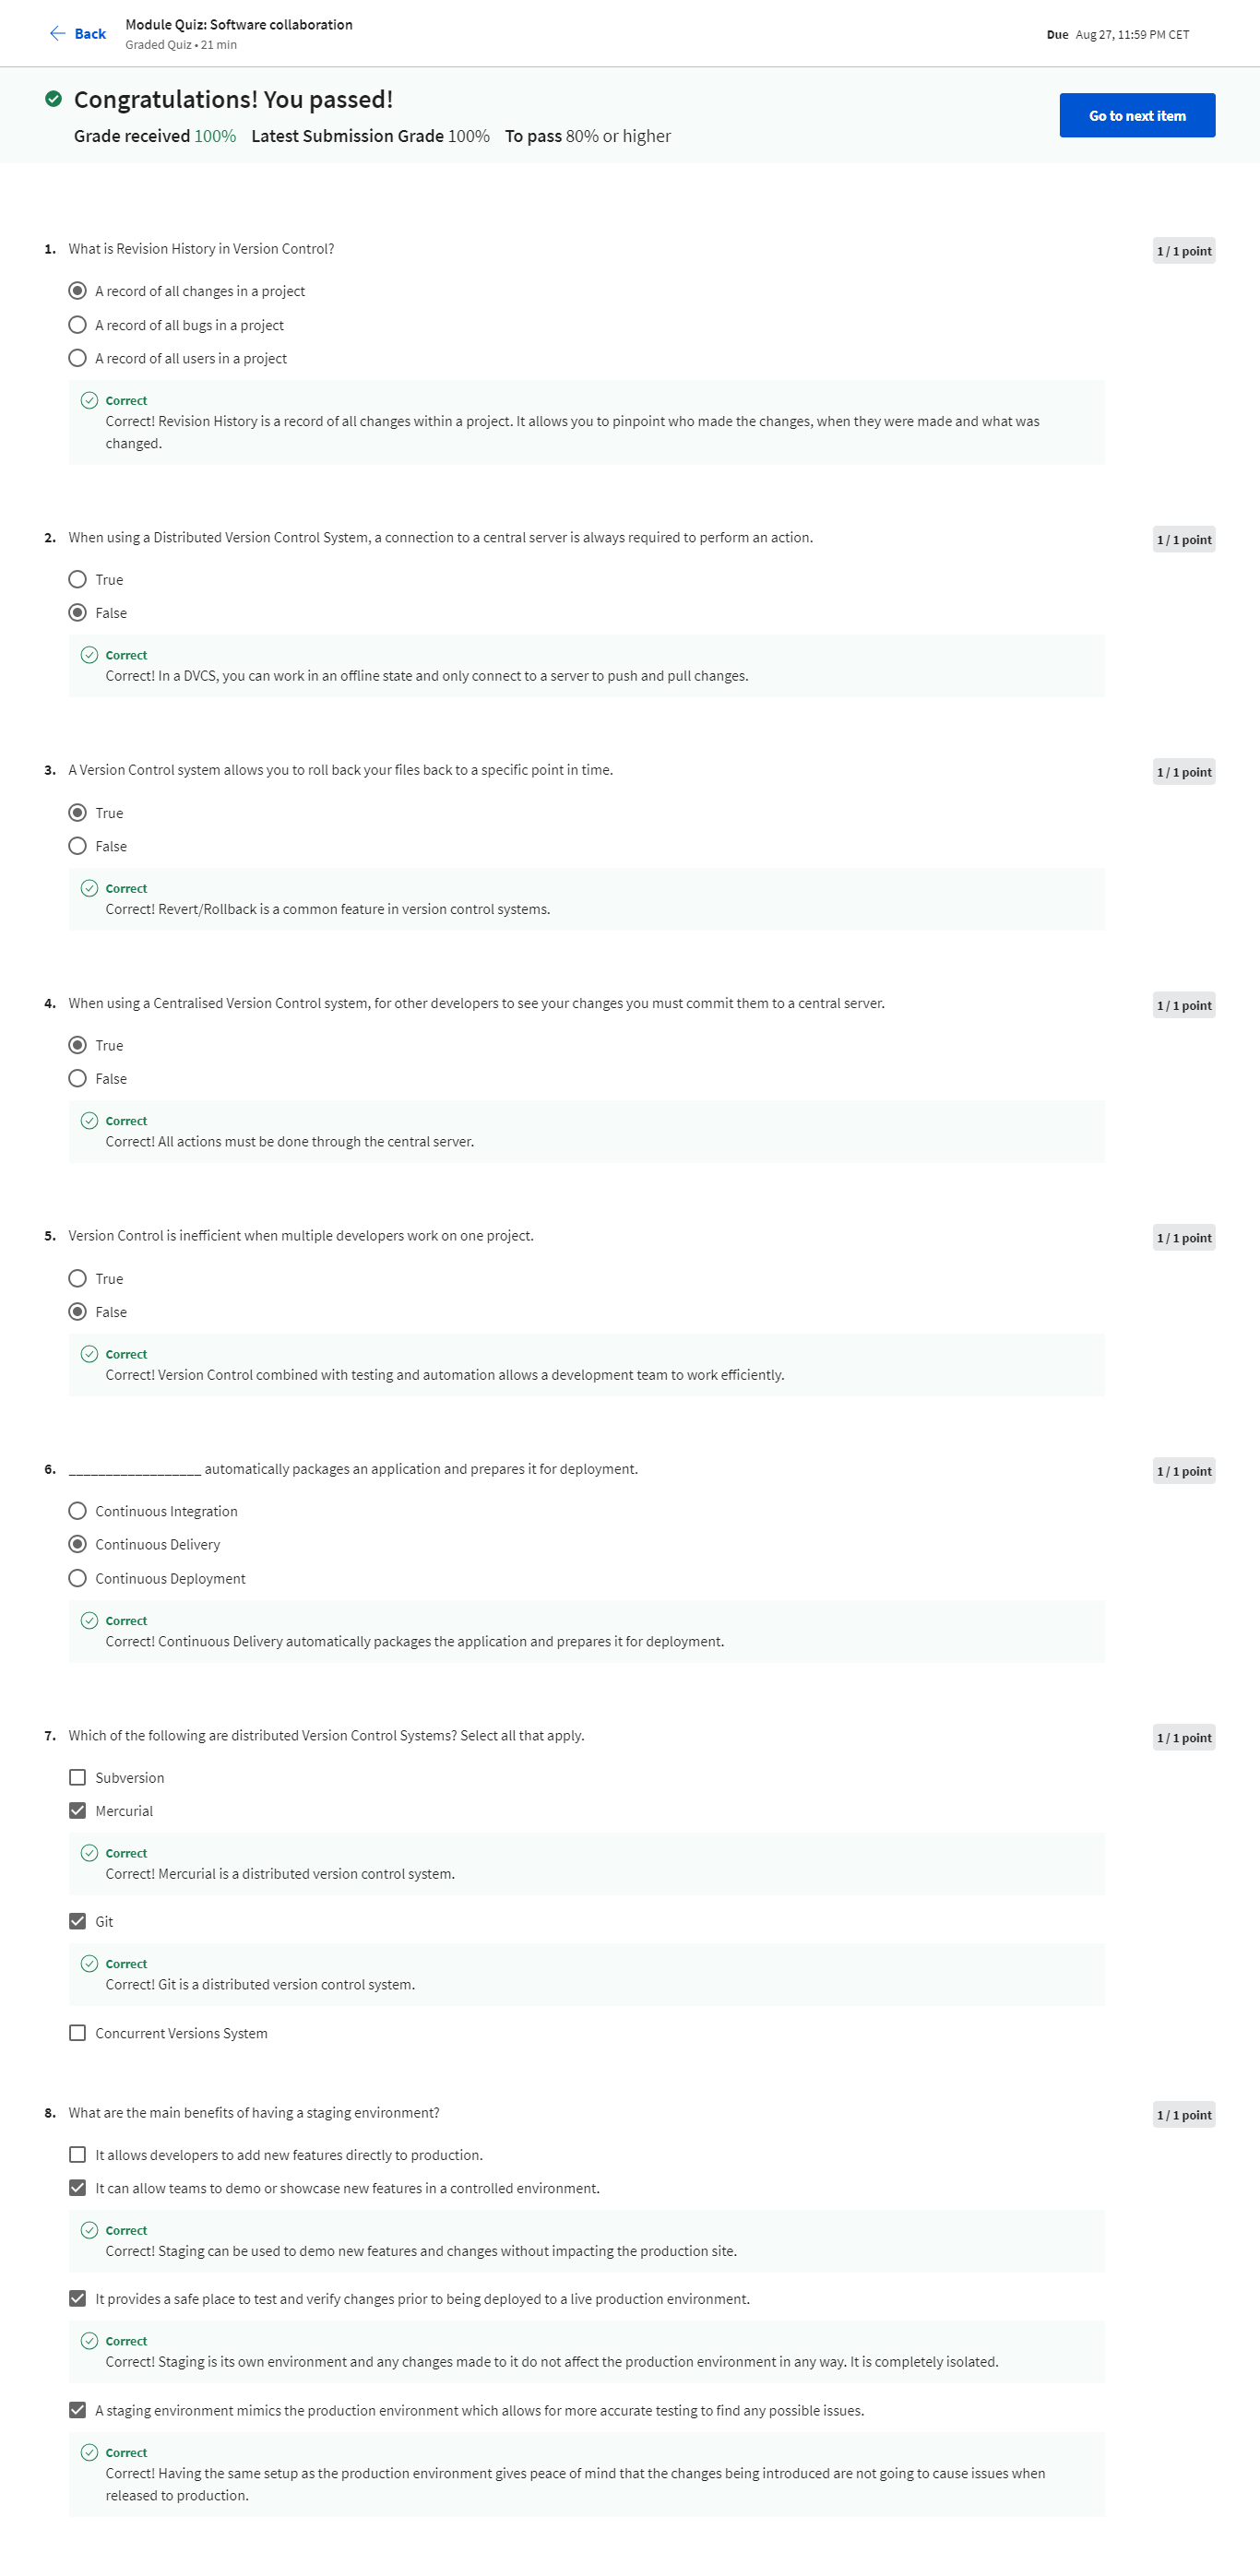 Back
Module Quiz: Software collaboration
Graded Quiz • 21 min
Due Aug 27, 11:59 PM CET
Congratulations! You passed!
Grade received 100% Latest Submission Grade 100% To pass 80% or higher
Go to next item
1. What is Revision History in Version Control?
1 / 1 point
A record of all changes in a project
A record of all bugs in a project
A record of all users in a project
Correct
Correct! Revision History is a record of all changes within a project. It allows you to pinpoint who made the changes, when they were made and what was
changed.
2. When using a Distributed Version Control System, a connection to a central server is always required to perform an action.
1 / 1 point
True
False
Correct
Correct! In a DVCS, you can work in an offline state and only connect to a server to push and pull changes.
3. A Version Control system allows you to roll back your files back to a specific point in time.
1 / 1 point
True
False
Correct
Correct! Revert/Rollback is a common feature in version control systems.
4. When using a Centralised Version Control system, for other developers to see your changes you must commit them to a central server.
1 / 1 point
True
False
Correct
Correct! All actions must be done through the central server.
5. Version Control is inefficient when multiple developers work on one project.
1 / 1 point
True
False
Correct
Correct! Version Control combined with testing and automation allows a development team to work efficiently.
6. __________________ automatically packages an application and prepares it for deployment.
1 / 1 point
Continuous Integration
Continuous Delivery
Continuous Deployment
Correct
Correct! Continuous Delivery automatically packages the application and prepares it for deployment.
7. Which of the following are distributed Version Control Systems? Select all that apply.
1 / 1 point
Subversion
Mercurial
Correct
Correct! Mercurial is a distributed version control system.
Git
Correct
Correct! Git is a distributed version control system.
Concurrent Versions System
8. What are the main benefits of having a staging environment?
1 / 1 point
It allows developers to add new features directly to production.
It can allow teams to demo or showcase new features in a controlled environment.
Correct
Correct! Staging can be used to demo new features and changes without impacting the production site.
It provides a safe place to test and verify changes prior to being deployed to a live production environment.
Correct
Correct! Staging is its own environment and any changes made to it do not affect the production environment in any way. It is completely isolated.
A staging environment mimics the production environment which allows for more accurate testing to find any possible issues.
Correct
Correct! Having the same setup as the production environment gives peace of mind that the changes being introduced are not going to cause issues when
released to production.